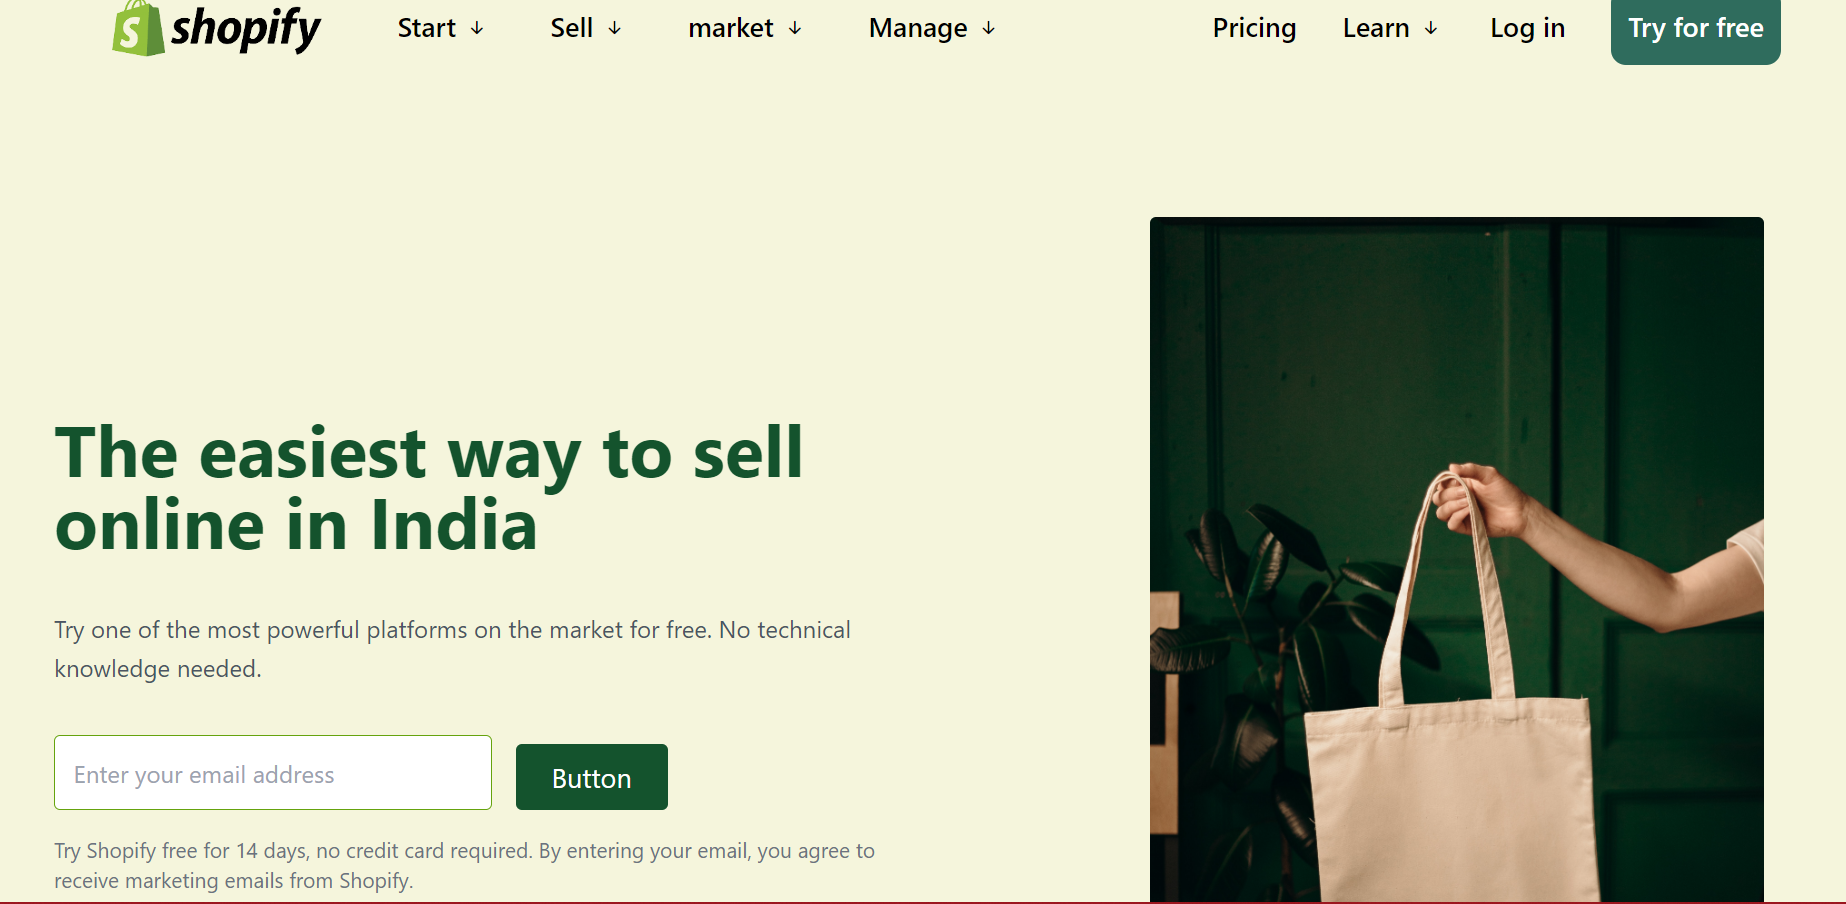 shopify
Start ↓ Sell ↓ market ↓ Manage ↓ Pricing Learn ↓ Log in Try for free
The easiest way to sell
online in India
Try one of the most powerful platforms on the market for free. No technical
knowledge needed.
Enter your email address Button
Try Shopify free for 14 days, no credit card required. By entering your email, you agree to
receive marketing emails from Shopify.